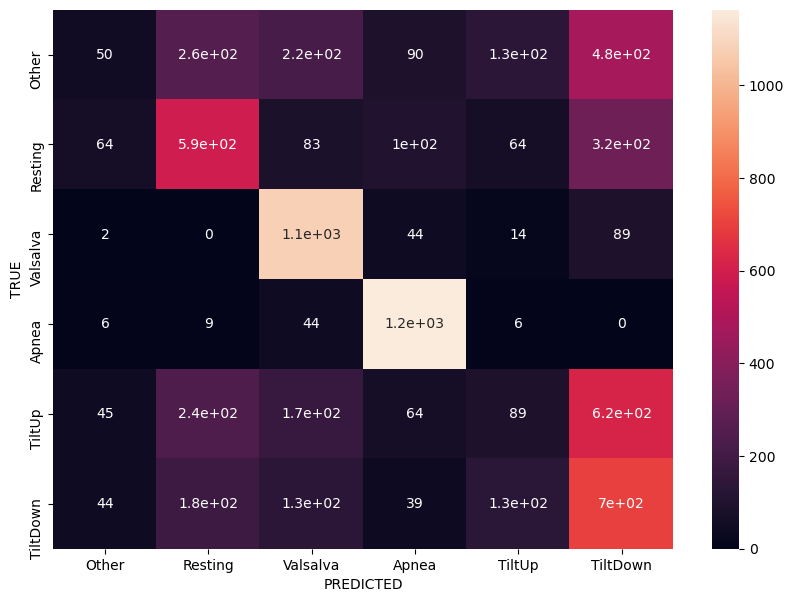 Other 50 2.6e+02 2.2e+02 90 1.3e+02 4.8e+02
Resting 64 5.9e+02 83 1e+02 64 3.2e+02
Valsalva 2 0 1.1e+03 44 14 89
Apnea 6 9 44 1.2e+03 6 0
TiltUp 45 2.4e+02 1.7e+02 64 89 6.2e+02
TiltDown 44 1.8e+02 1.3e+02 39 1.3e+02 7e+02
TRUE
Other Resting Valsalva Apnea TiltUp TiltDown
PREDICTED
1000
800
600
400
200
0